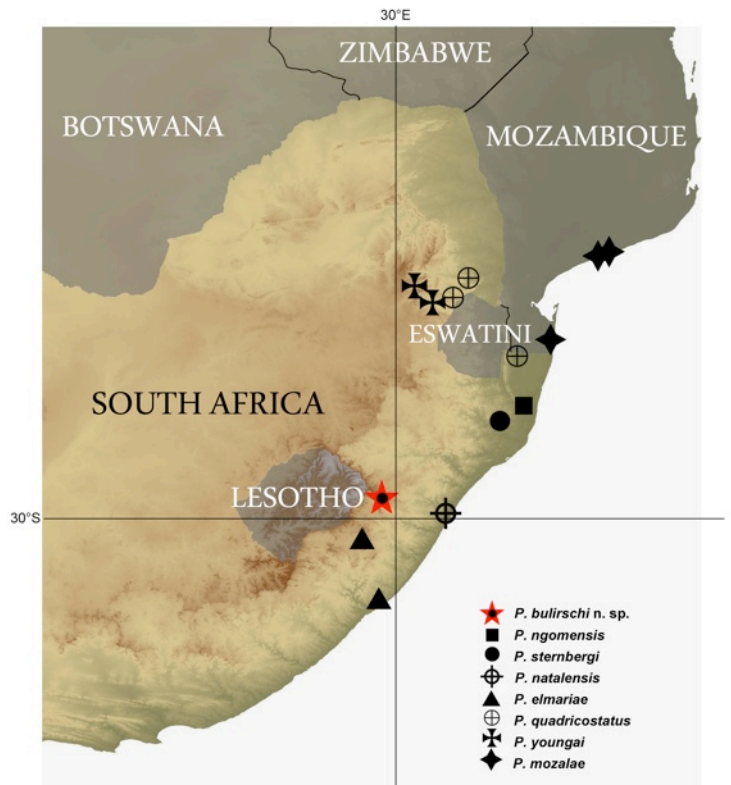 30°E
ZIMBABWE
BOTSWANA
MOZAMBIQUE
ESWATINI
SOUTH AFRICA
LESOTHO
30°S
P. bulirschi n. sp.
P. ngomensis
P. sternbergi
P. natalensis
P. elmariae
P. quadricostatus
P. youngai
P. mozalae